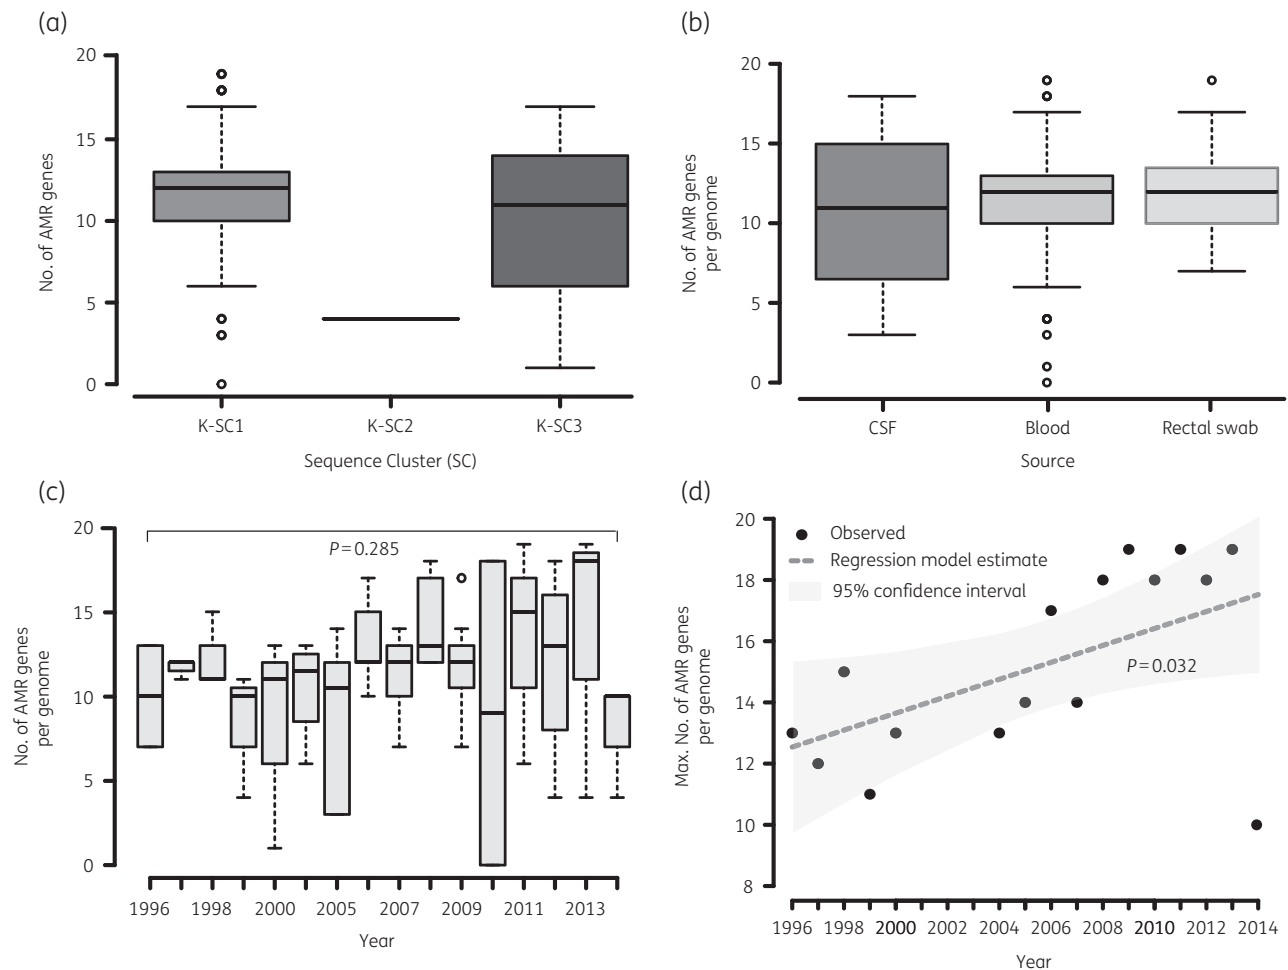 (a)
20
15
10
5
0
No. of AMR genes
K-SC1 K-SC2 K-SC3
Sequence Cluster (SC)
(b)
20
15
10
5
0
No. of AMR genes
per genome
CSF Blood Rectal swab
Source
(c)
20
15
10
5
0
No. of AMR genes
per genome
P=0.285
1996 1998 2000 2005 2007 2009 2011 2013
Year
(d)
20
18
16
14
12
10
8
Max. No. of AMR genes
per genome
Observed
Regression model estimate
95% confidence interval
P=0.032
1996 1998 2000 2002 2004 2006 2008 2010 2012 2014
Year